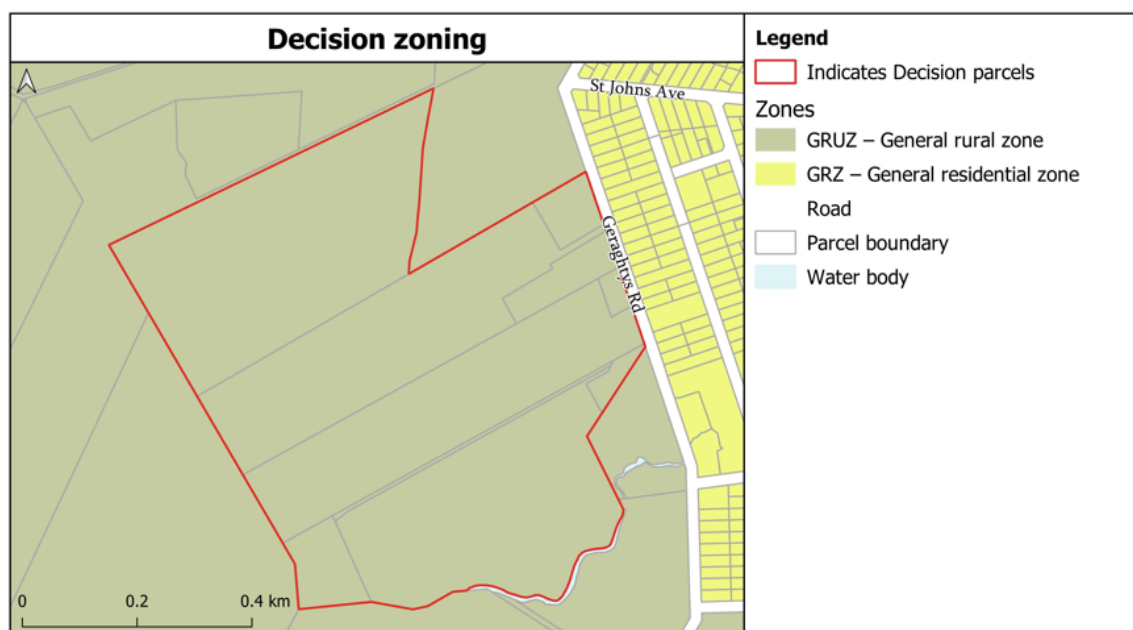 Decision zoning
St Johns Ave
Geraghtys Rd
0 0.2 0.4 km
Legend
Indicates Decision parcels
Zones
GRUZ – General rural zone
GRZ – General residential zone
Road
Parcel boundary
Water body